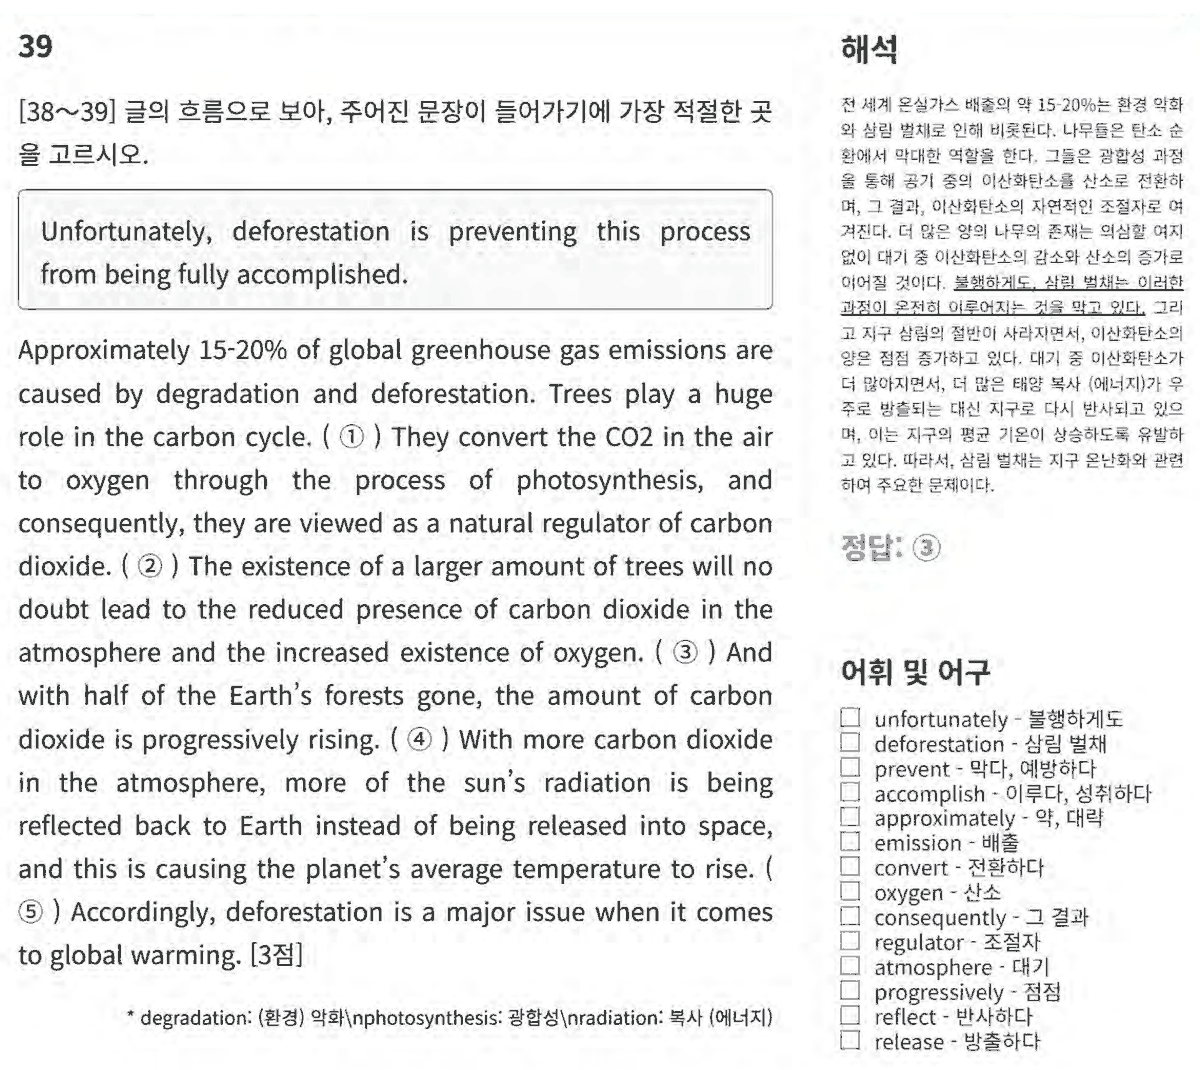 39
[38～39] 글의 흐름으로 보아, 주어진 문장이 들어가기에 가장 적절한 곳
을 고르시오.
Unfortunately, deforestation is preventing this process
from being fully accomplished.
Approximately 15-20% of global greenhouse gas emissions are
caused by degradation and deforestation. Trees play a huge
role in the carbon cycle. ( ① ) They convert the CO2 in the air
to oxygen through the process of photosynthesis, and
consequently, they are viewed as a natural regulator of carbon
dioxide. ( ② ) The existence of a larger amount of trees will no
doubt lead to the reduced presence of carbon dioxide in the
atmosphere and the increased existence of oxygen. ( ③ ) And
with half of the Earth's forests gone, the amount of carbon
dioxide is progressively rising. ( ④ ) With more carbon dioxide
in the atmosphere, more of the sun's radiation is being
reflected back to Earth instead of being released into space,
and this is causing the planet's average temperature to rise. (
⑤ ) Accordingly, deforestation is a major issue when it comes
to global warming. [3점]
* degradation: (환경) 악화\nphotosynthesis: 광합성\nradiation: 복사 (에너지)
해석
전 세계 온실가스 배출의 약 15-20%는 환경 악화
와 삼림 벌채로 인해 비롯된다. 나무들은 탄소 순
환에서 막대한 역할을 한다. 그들은 광합성 과정
을 통해 공기 중의 이산화탄소를 산소로 전환하
며, 그 결과, 이산화탄소의 자연적인 조절자로 여
겨진다. 더 많은 양의 나무의 존재는 의심할 여지
없이 대기 중 이산화탄소의 감소와 산소의 증가로
이어질 것이다. 불행하게도, 삼림 벌채는 이러한
과정이 온전히 이루어지는 것을 막고 있다. 그리
고 지구 삼림의 절반이 사라지면서, 이산화탄소의
양은 점점 증가하고 있다. 대기 중 이산화탄소가
더 많아지면서, 더 많은 태양 복사 (에너지)가 우
주로 방출되는 대신 지구로 다시 반사되고 있으
며, 이는 지구의 평균 기온이 상승하도록 유발하
고 있다. 따라서, 삼림 벌채는 지구 온난화와 관련
하여 주요한 문제이다.
정답: ③
어휘 및 어구
unfortunately - 불행하게도
deforestation - 삼림 벌채
prevent - 막다, 예방하다
accomplish - 이루다, 성취하다
approximately - 약, 대략
emission - 배출
convert - 전환하다
oxygen - 산소
consequently - 그 결과
regulator - 조절자
atmosphere - 대기
progressively - 점점
reflect - 반사하다
release - 방출하다